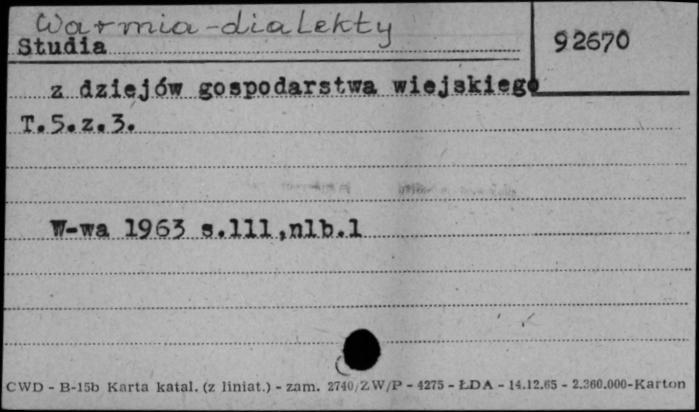 Warmia - dialekty
Studia
92670
z dziejów gospodarstwa wiejskiego
T.5.z.3.
W-wa 1963 s.111,nlb.1
CWD - B-15b Karta katal. (z liniat.) - zam. 2740/ZW/P - 4275 - ŁDA - 14.12.65 - 2.360.000-Karton